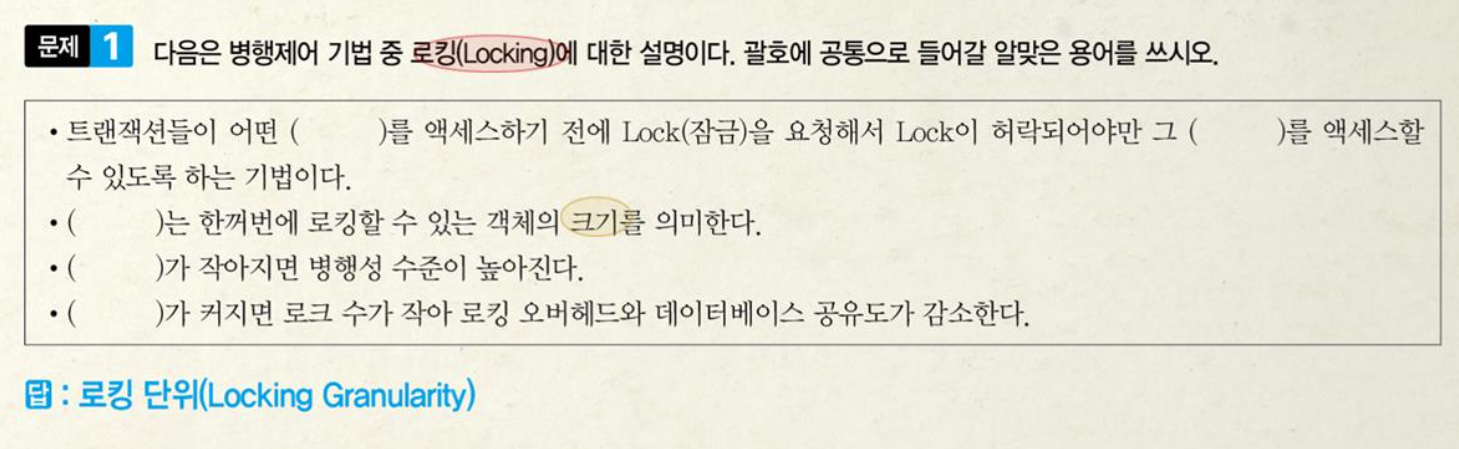 문제 1 다음은 병행제어 기법 중 로킹(Locking)에 대한 설명이다. 괄호에 공통으로 들어갈 알맞은 용어를 쓰시오.
• 트랜잭션들이 어떤 ( )를 액세스하기 전에 Lock(잠금)을 요청해서 Lock이 허락되어야만 그 ( )를 액세스할
수 있도록 하는 기법이다.
• ( )는 한꺼번에 로킹할 수 있는 객체의 크기를 의미한다.
• ( )가 작아지면 병행성 수준이 높아진다.
• ( )가 커지면 로크 수가 작아 로킹 오버헤드와 데이터베이스 공유도가 감소한다.
답 : 로킹 단위(Locking Granularity)